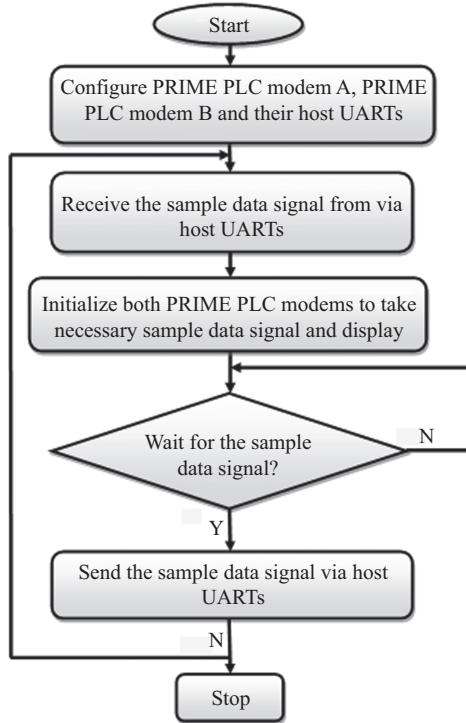 Start
Configure PRIME PLC modem A, PRIME
PLC modem B and their host UARTs
Receive the sample data signal from via
host UARTs
Initialize both PRIME PLC modems to take
necessary sample data signal and display
Wait for the sample
data signal?
N
Y
Send the sample data signal via host
UARTs
N
Stop